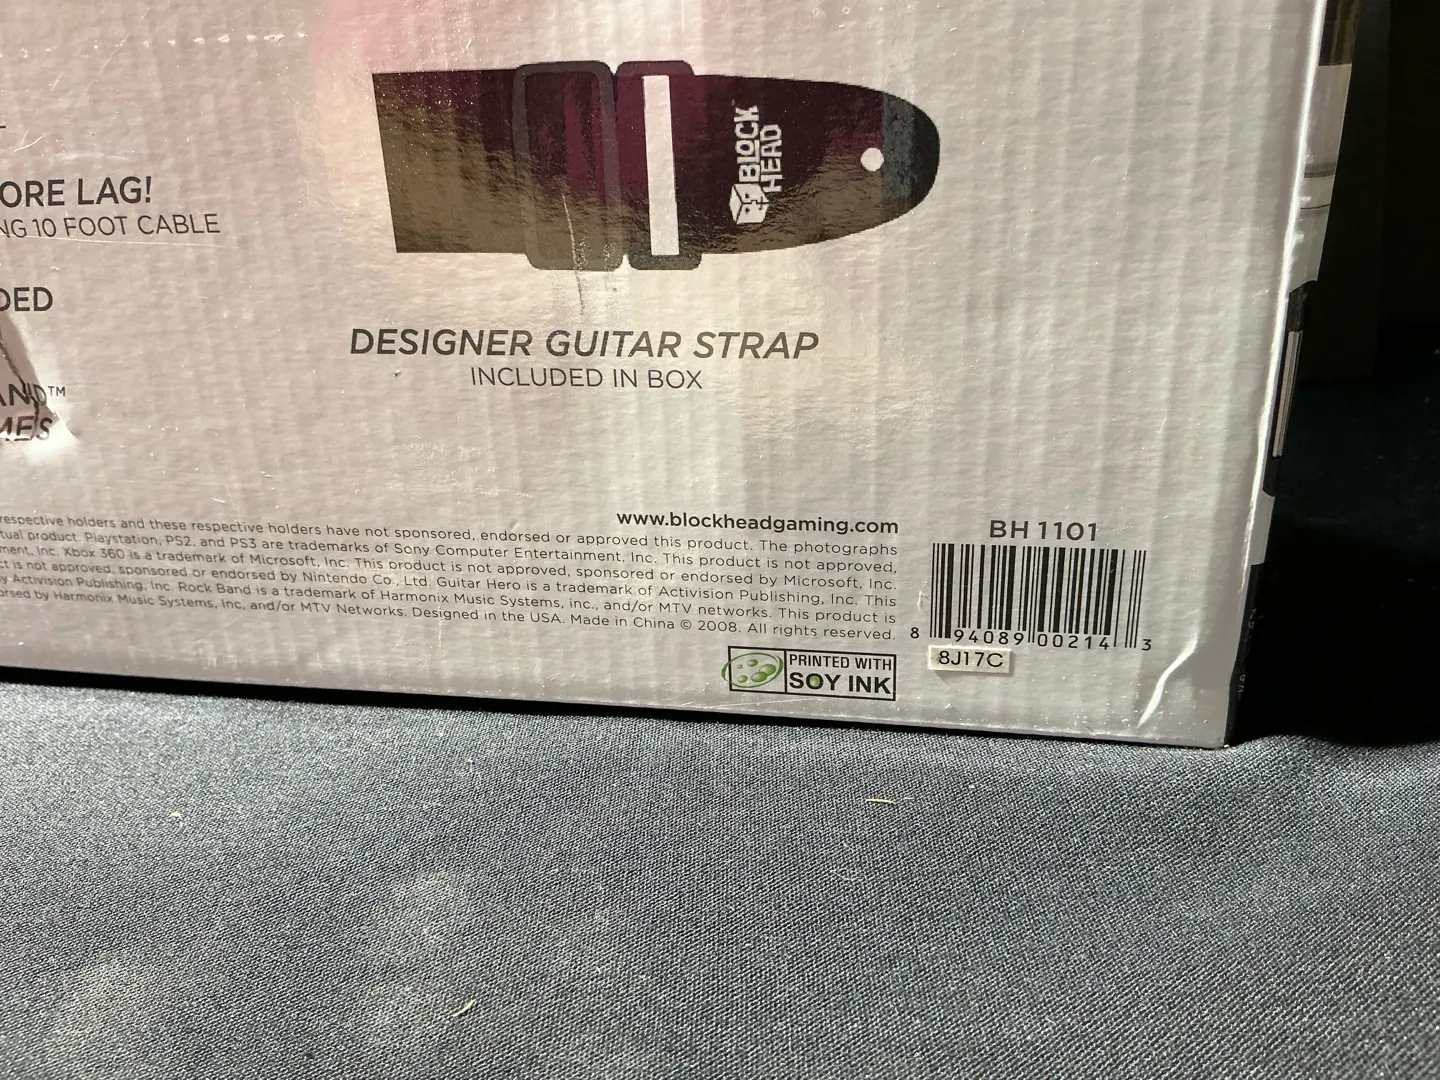 BLOCK
HEAD
ORE LAG!
NG 10 FOOT CABLE
DED
AND™
MES
DESIGNER GUITAR STRAP
INCLUDED IN BOX
www.blockheadgaming.com
respective holders and these respective holders have not sponsored, endorsed or approved this product. The photographs
tual product. Playstation, PS2, and PS3 are trademarks of Sony Computer Entertainment, Inc. This product is not approved,
ment, Inc. Xbox 360 is a trademark of Microsoft, Inc. This product is not approved, sponsored or endorsed by Microsoft, Inc.
ct is not approved, sponsored or endorsed by Nintendo Co., Ltd. Guitar Hero is a trademark of Activision Publishing, Inc. This
y Activision Publishing, Inc. Rock Band is a trademark of Harmonix Music Systems, inc., and/or MTV networks. This product is
orsed by Harmonix Music Systems, Inc, and/or MTV Networks. Designed in the USA. Made in China © 2008. All rights reserved.
BH 1101
8 94089 00214 3
8J17C
PRINTED WITH
SOY INK